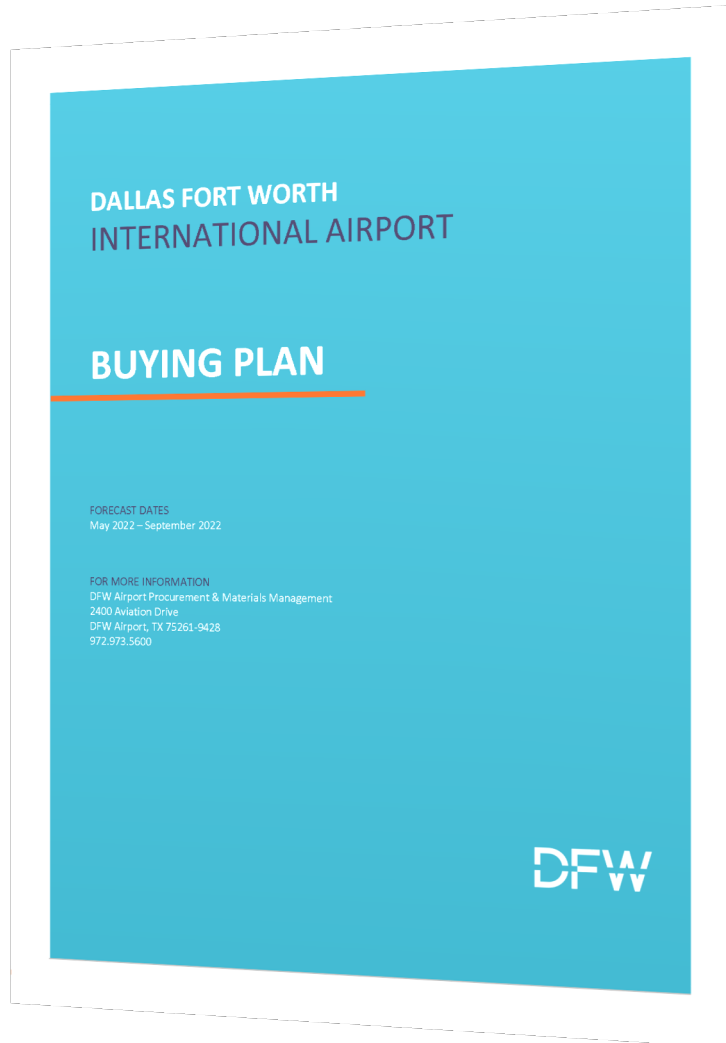 DALLAS FORT WORTH
INTERNATIONAL AIRPORT
BUYING PLAN
FORECAST DATES
May 2022 – September 2022
FOR MORE INFORMATION
DFW Airport Procurement & Materials Management
2400 Aviation Drive
DFW Airport, TX 75261-9428
972.973.5600
DFW